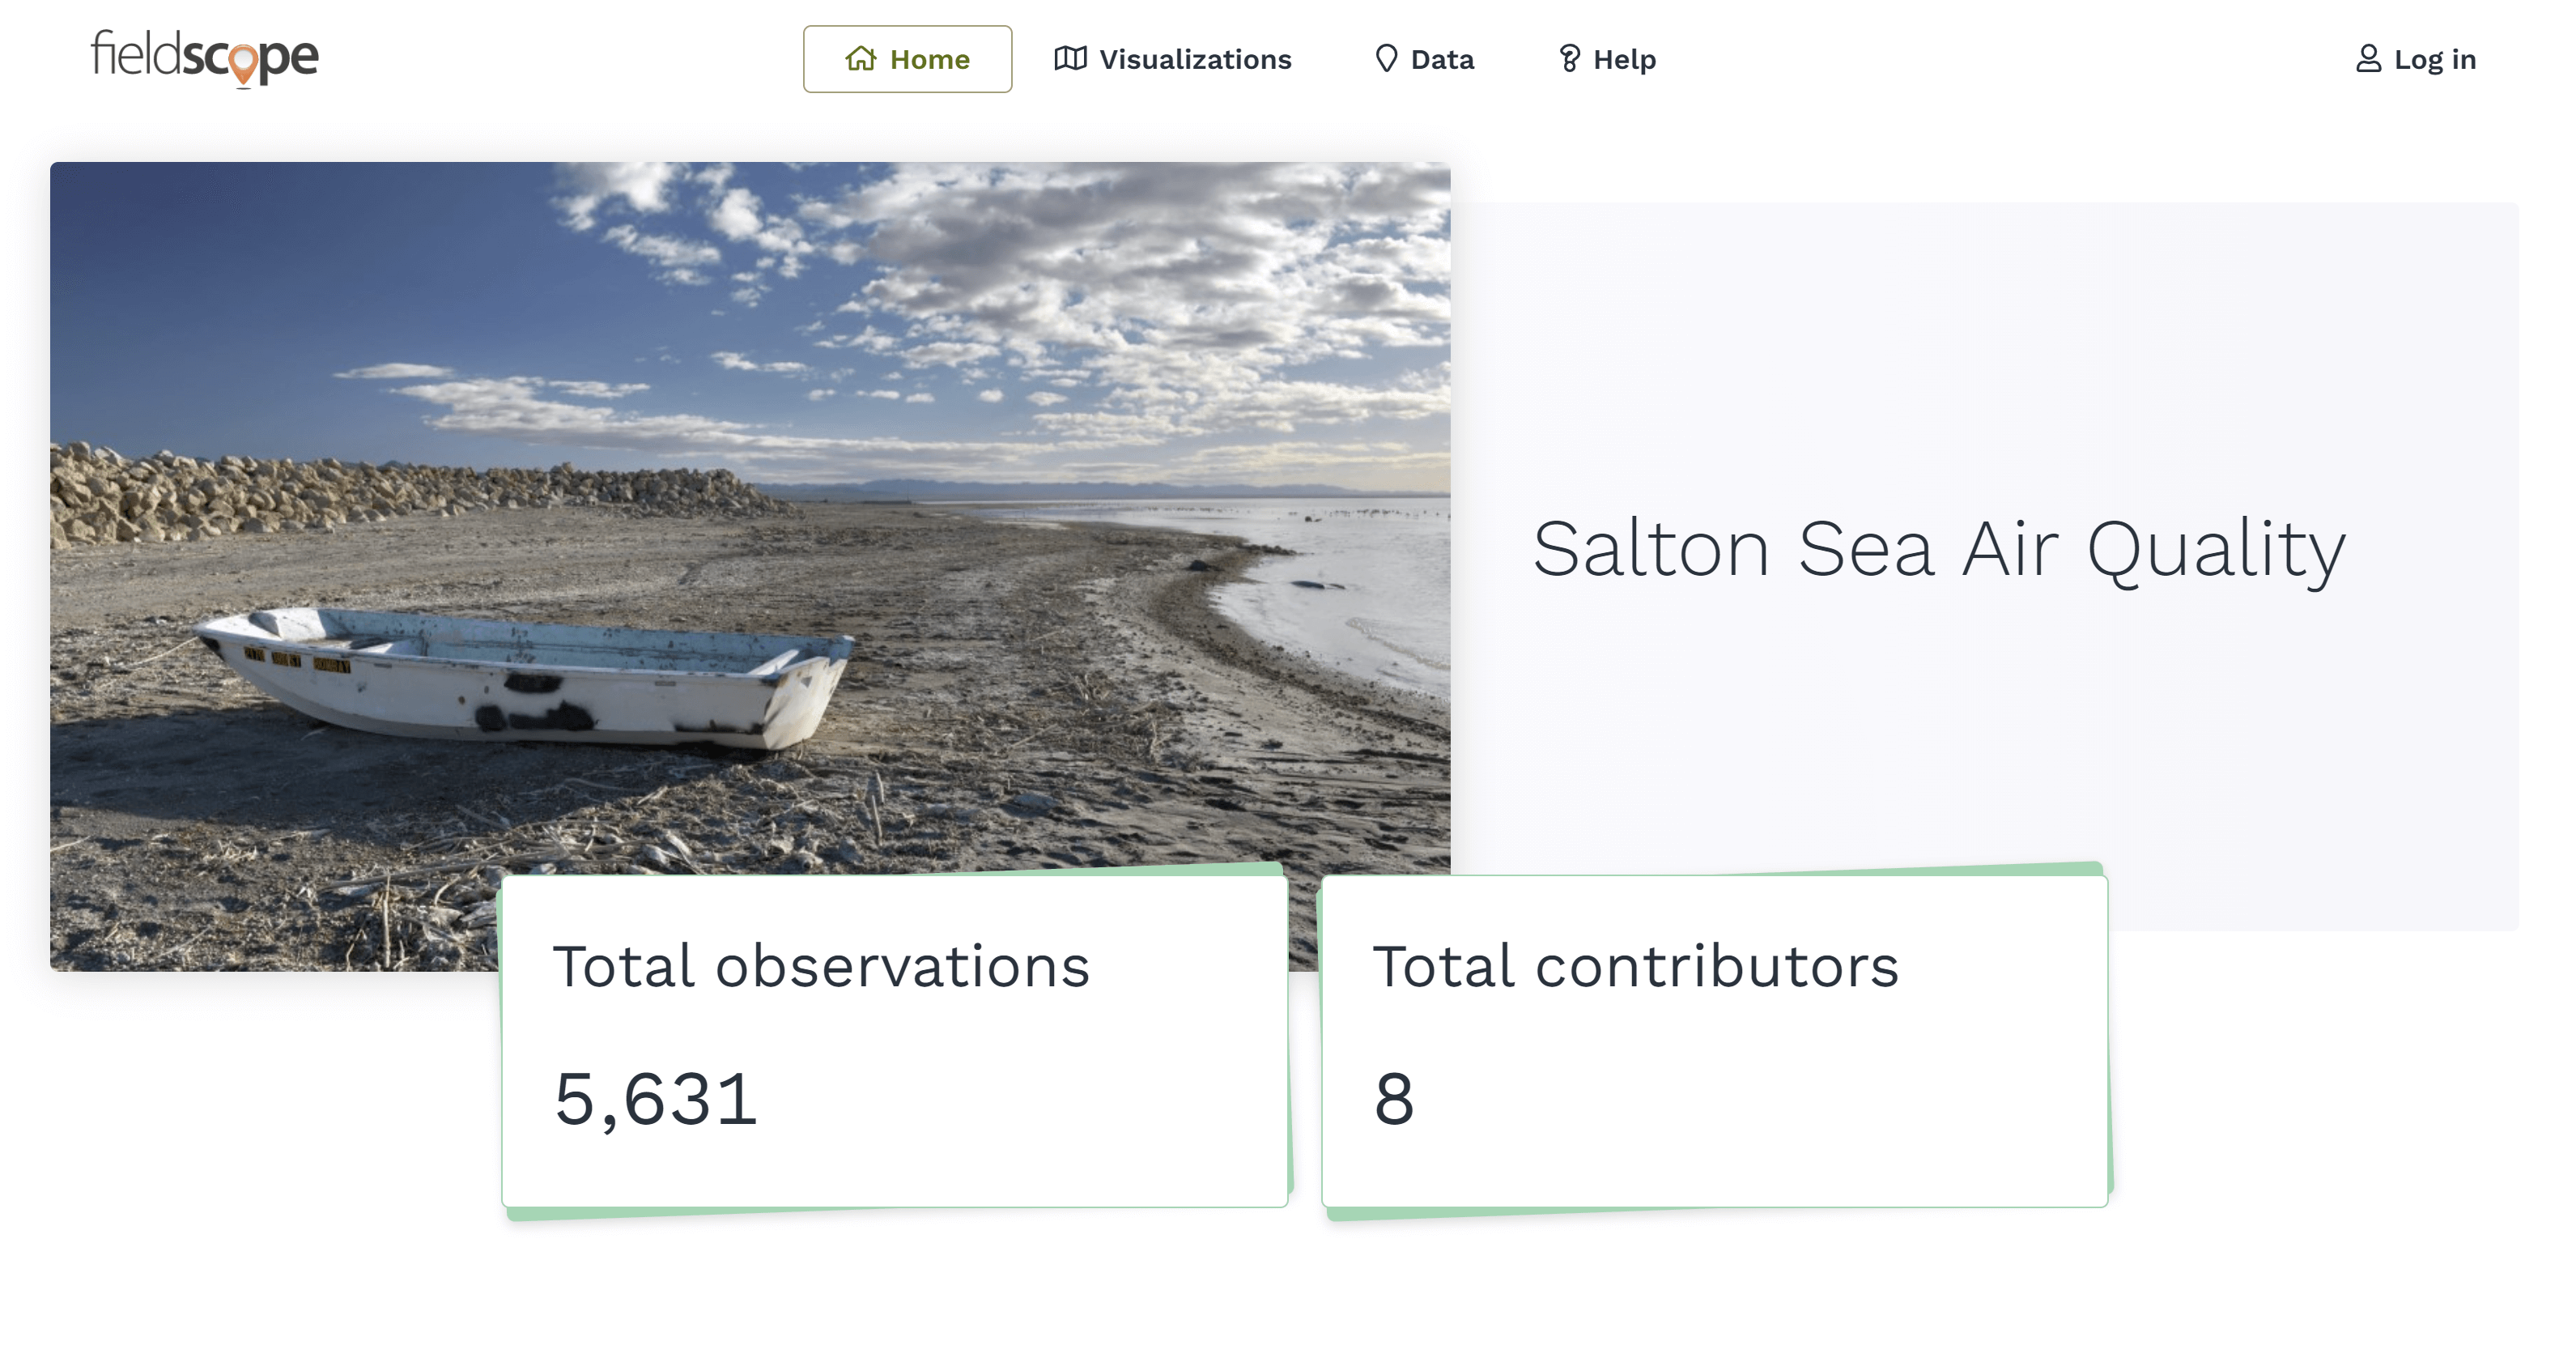 fieldscope
Home
Visualizations
Data
Help
Log in
Salton Sea Air Quality
Total observations
5,631
Total contributors
8